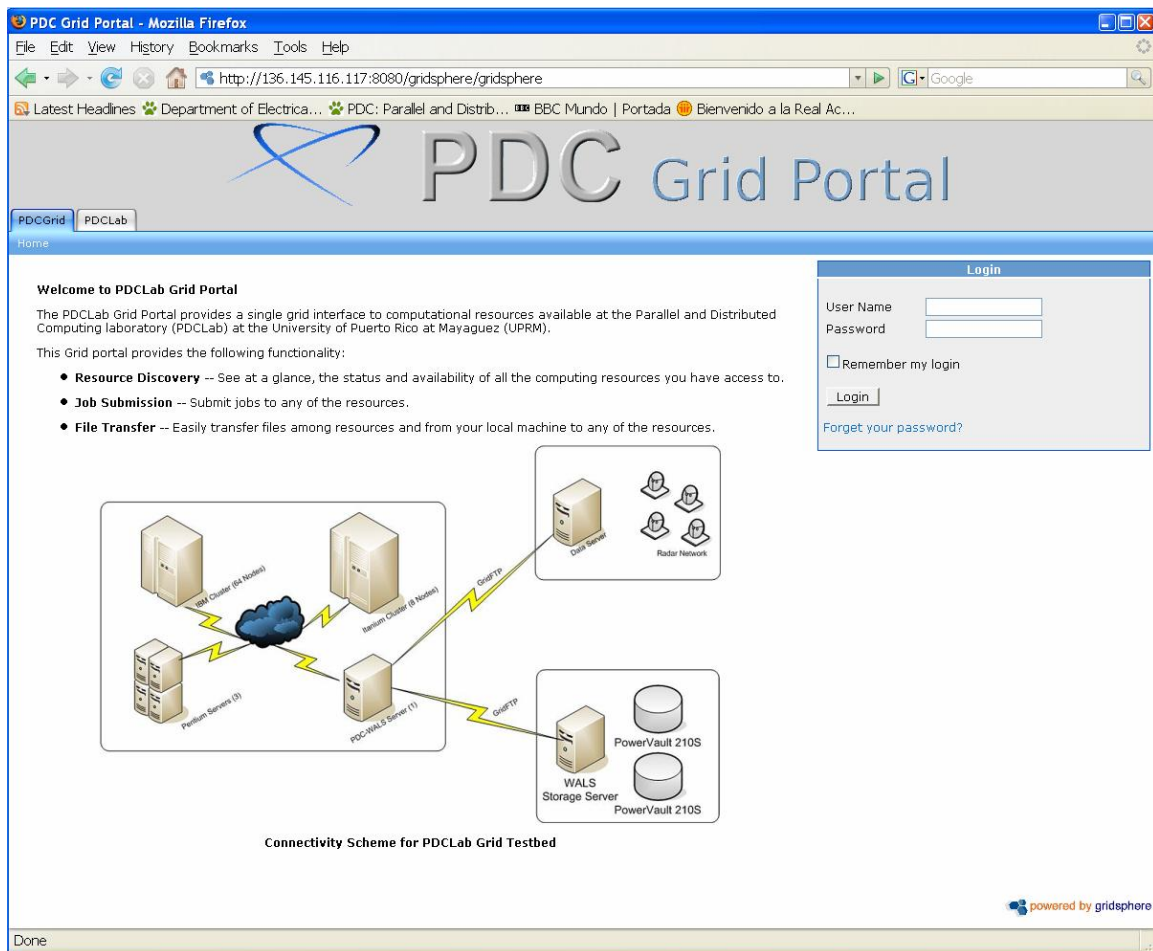 PDC Grid Portal - Mozilla Firefox
File Edit View History Bookmarks Tools Help
http://136.145.116.117:8080/gridsphere/gridsphere
G Google
Latest Headlines Department of Electrica... PDC: Parallel and Distrib... BBC Mundo | Portada Bienvenido a la Real Ac...
PDC Grid Portal
PDCGrid PDCLab
Home
Welcome to PDCLab Grid Portal
The PDCLab Grid Portal provides a single grid interface to computational resources available at the Parallel and Distributed
Computing laboratory (PDCLab) at the University of Puerto Rico at Mayaguez (UPRM).
This Grid portal provides the following functionality:
● Resource Discovery -- See at a glance, the status and availability of all the computing resources you have access to.
● Job Submission -- Submit jobs to any of the resources.
● File Transfer -- Easily transfer files among resources and from your local machine to any of the resources.
Login
User Name
Password
Remember my login
Login
Forget your password?
IBM Cluster (64 Nodes)
Itanium Cluster (8 Nodes)
Pentium Servers (3)
PDC-WALS Server (1)
GridFTP
Data Server
Radar Network
GridFTP
WALS
Storage Server
PowerVault 210S
PowerVault 210S
Connectivity Scheme for PDCLab Grid Testbed
powered by gridsphere
Done